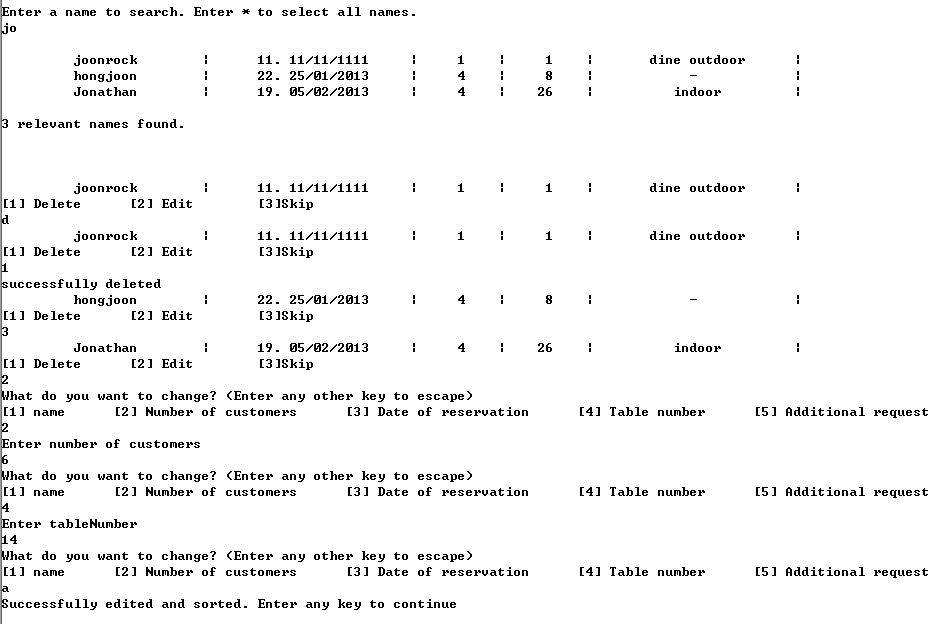 Enter a name to search. Enter * to select all names.
jo
joonrock ¦ 11. 11/11/1111 ¦ 1 ¦ 1 ¦ dine outdoor ¦
hongjoon ¦ 22. 25/01/2013 ¦ 4 ¦ 8 ¦ - ¦
Jonathan ¦ 19. 05/02/2013 ¦ 4 ¦ 26 ¦ indoor ¦
3 relevant names found.
joonrock ¦ 11. 11/11/1111 ¦ 1 ¦ 1 ¦ dine outdoor ¦
[1] Delete [2] Edit [3]Skip
d
joonrock ¦ 11. 11/11/1111 ¦ 1 ¦ 1 ¦ dine outdoor ¦
[1] Delete [2] Edit [3]Skip
1
successfully deleted
hongjoon ¦ 22. 25/01/2013 ¦ 4 ¦ 8 ¦ - ¦
[1] Delete [2] Edit [3]Skip
3
Jonathan ¦ 19. 05/02/2013 ¦ 4 ¦ 26 ¦ indoor ¦
[1] Delete [2] Edit [3]Skip
2
What do you want to change? (Enter any other key to escape)
[1] name [2] Number of customers [3] Date of reservation [4] Table number [5] Additional request
2
Enter number of customers
6
What do you want to change? (Enter any other key to escape)
[1] name [2] Number of customers [3] Date of reservation [4] Table number [5] Additional request
4
Enter tableNumber
14
What do you want to change? (Enter any other key to escape)
[1] name [2] Number of customers [3] Date of reservation [4] Table number [5] Additional request
a
Successfully edited and sorted. Enter any key to continue